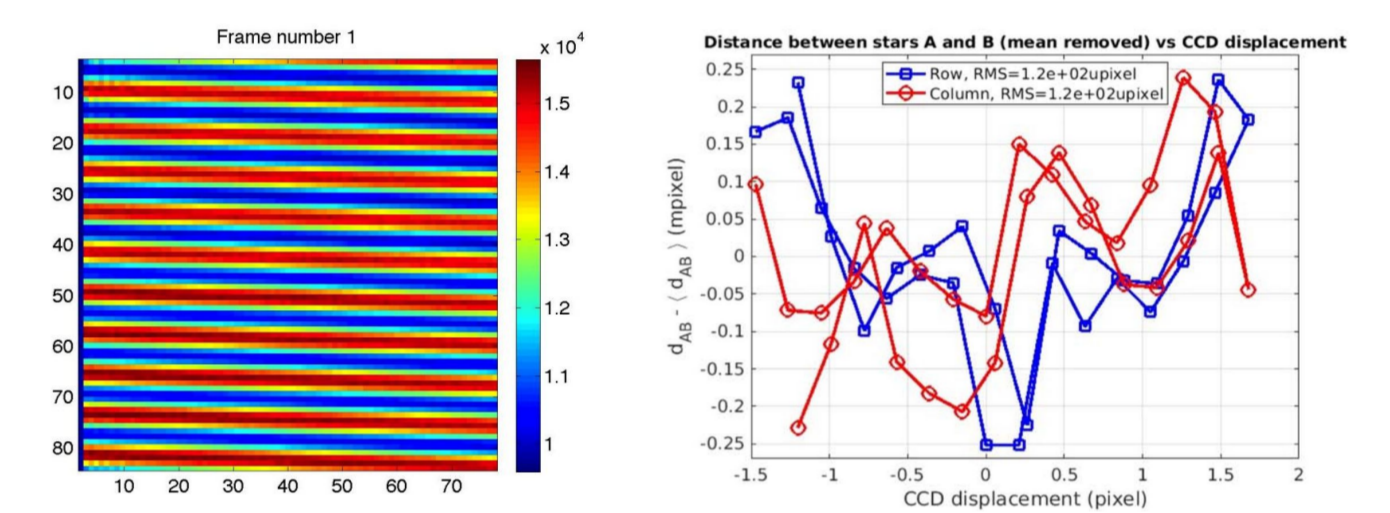 Frame number 1
x 10^4
10
20
30
40
50
60
70
80
10 20 30 40 50 60 70
1.5
1.4
1.3
1.2
1.1
1
Distance between stars A and B (mean removed) vs CCD displacement
Row, RMS=1.2e+02upixel
Column, RMS=1.2e+02upixel
d_AB - ⟨ d_AB ⟩ (mpixel)
0.25
0.2
0.15
0.1
0.05
0
-0.05
-0.1
-0.15
-0.2
-0.25
-1.5 -1 -0.5 0 0.5 1 1.5 2
CCD displacement (pixel)